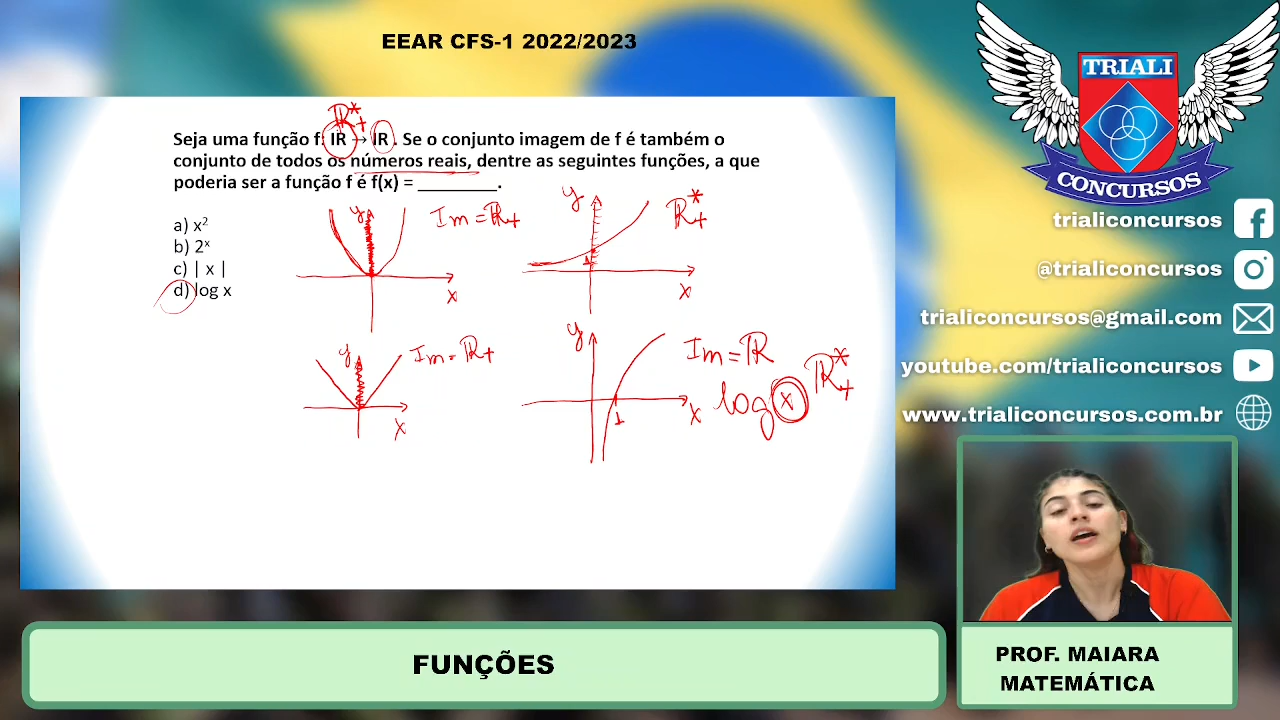 EEAR CFS-1 2022/2023
TRIALI
CONCURSOS
ℝ*₊
Seja uma função f: IR → IR. Se o conjunto imagem de f é também o
conjunto de todos os números reais, dentre as seguintes funções, a que
poderia ser a função f é f(x) = _________.
a) x²
b) 2ˣ
c) | x |
d) log x
y
x
Im = ℝ₊
y
1
x
ℝ*₊
y
x
Im = ℝ₊
y
1
x
Im = ℝ
log x
ℝ*₊
trialiconcursos
@trialiconcursos
trialiconcursos@gmail.com
youtube.com/trialiconcursos
www.trialiconcursos.com.br
FUNÇÕES
PROF. MAIARA
MATEMÁTICA